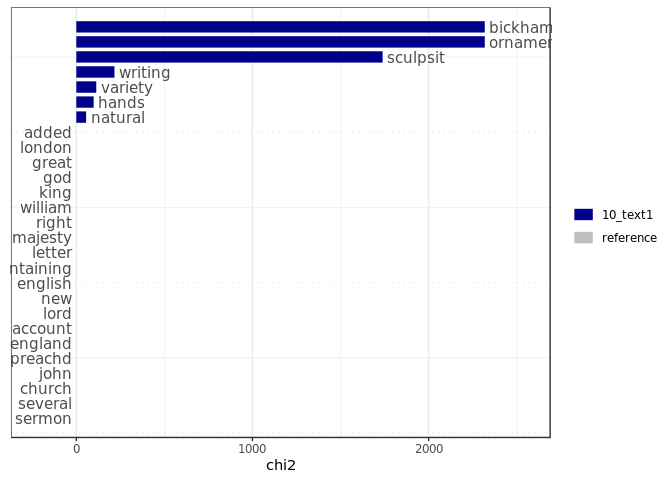 bickham
ornamen
sculpsit
writing
variety
hands
natural
added
london
great
god
king
william
right
majesty
letter
ntaining
english
new
lord
account
england
preachd
john
church
several
sermon
0 1000 2000
chi2
10_text1
reference